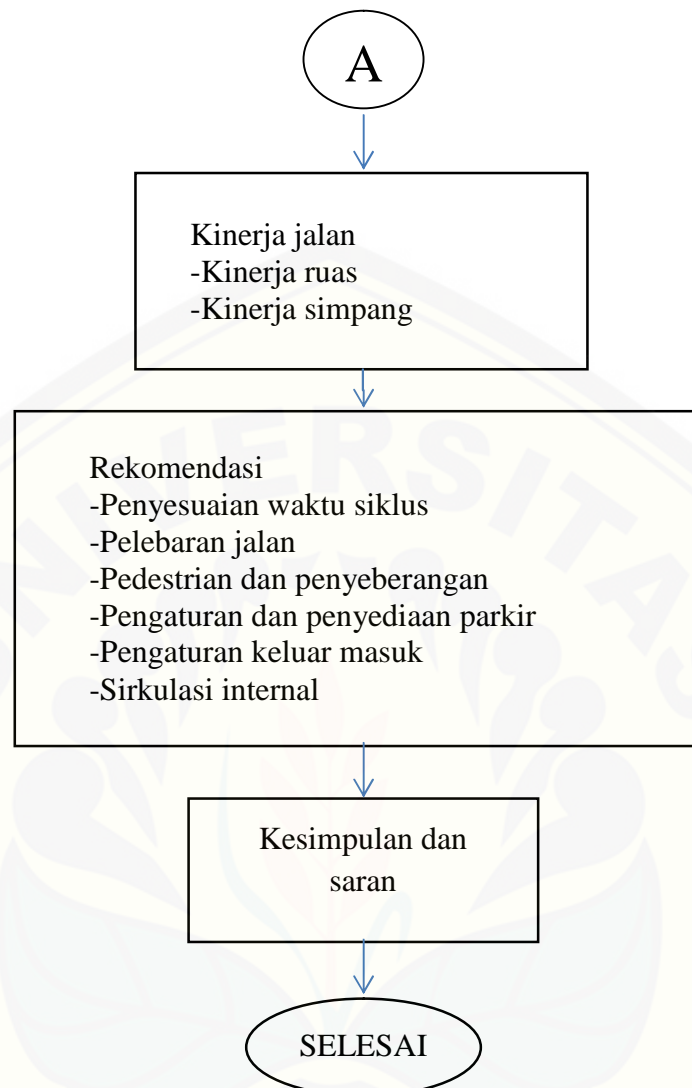 A
Kinerja jalan
-Kinerja ruas
-Kinerja simpang
Rekomendasi
-Penyesuaian waktu siklus
-Pelebaran jalan
-Pedestrian dan penyeberangan
-Pengaturan dan penyediaan parkir
-Pengaturan keluar masuk
-Sirkulasi internal
Kesimpulan dan
saran
SELESAI
UNIVERSITAS